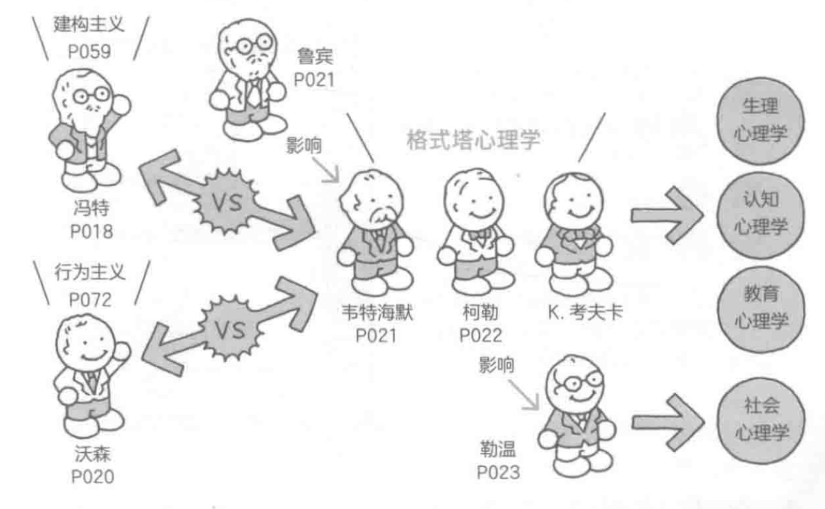 建构主义
P059
鲁宾
P021
影响
格式塔心理学
生理
心理学
VS
冯特
P018
认知
心理学
行为主义
P072
VS
教育
心理学
韦特海默
P021
柯勒
P022
K. 考夫卡
影响
沃森
P020
勒温
P023
社会
心理学